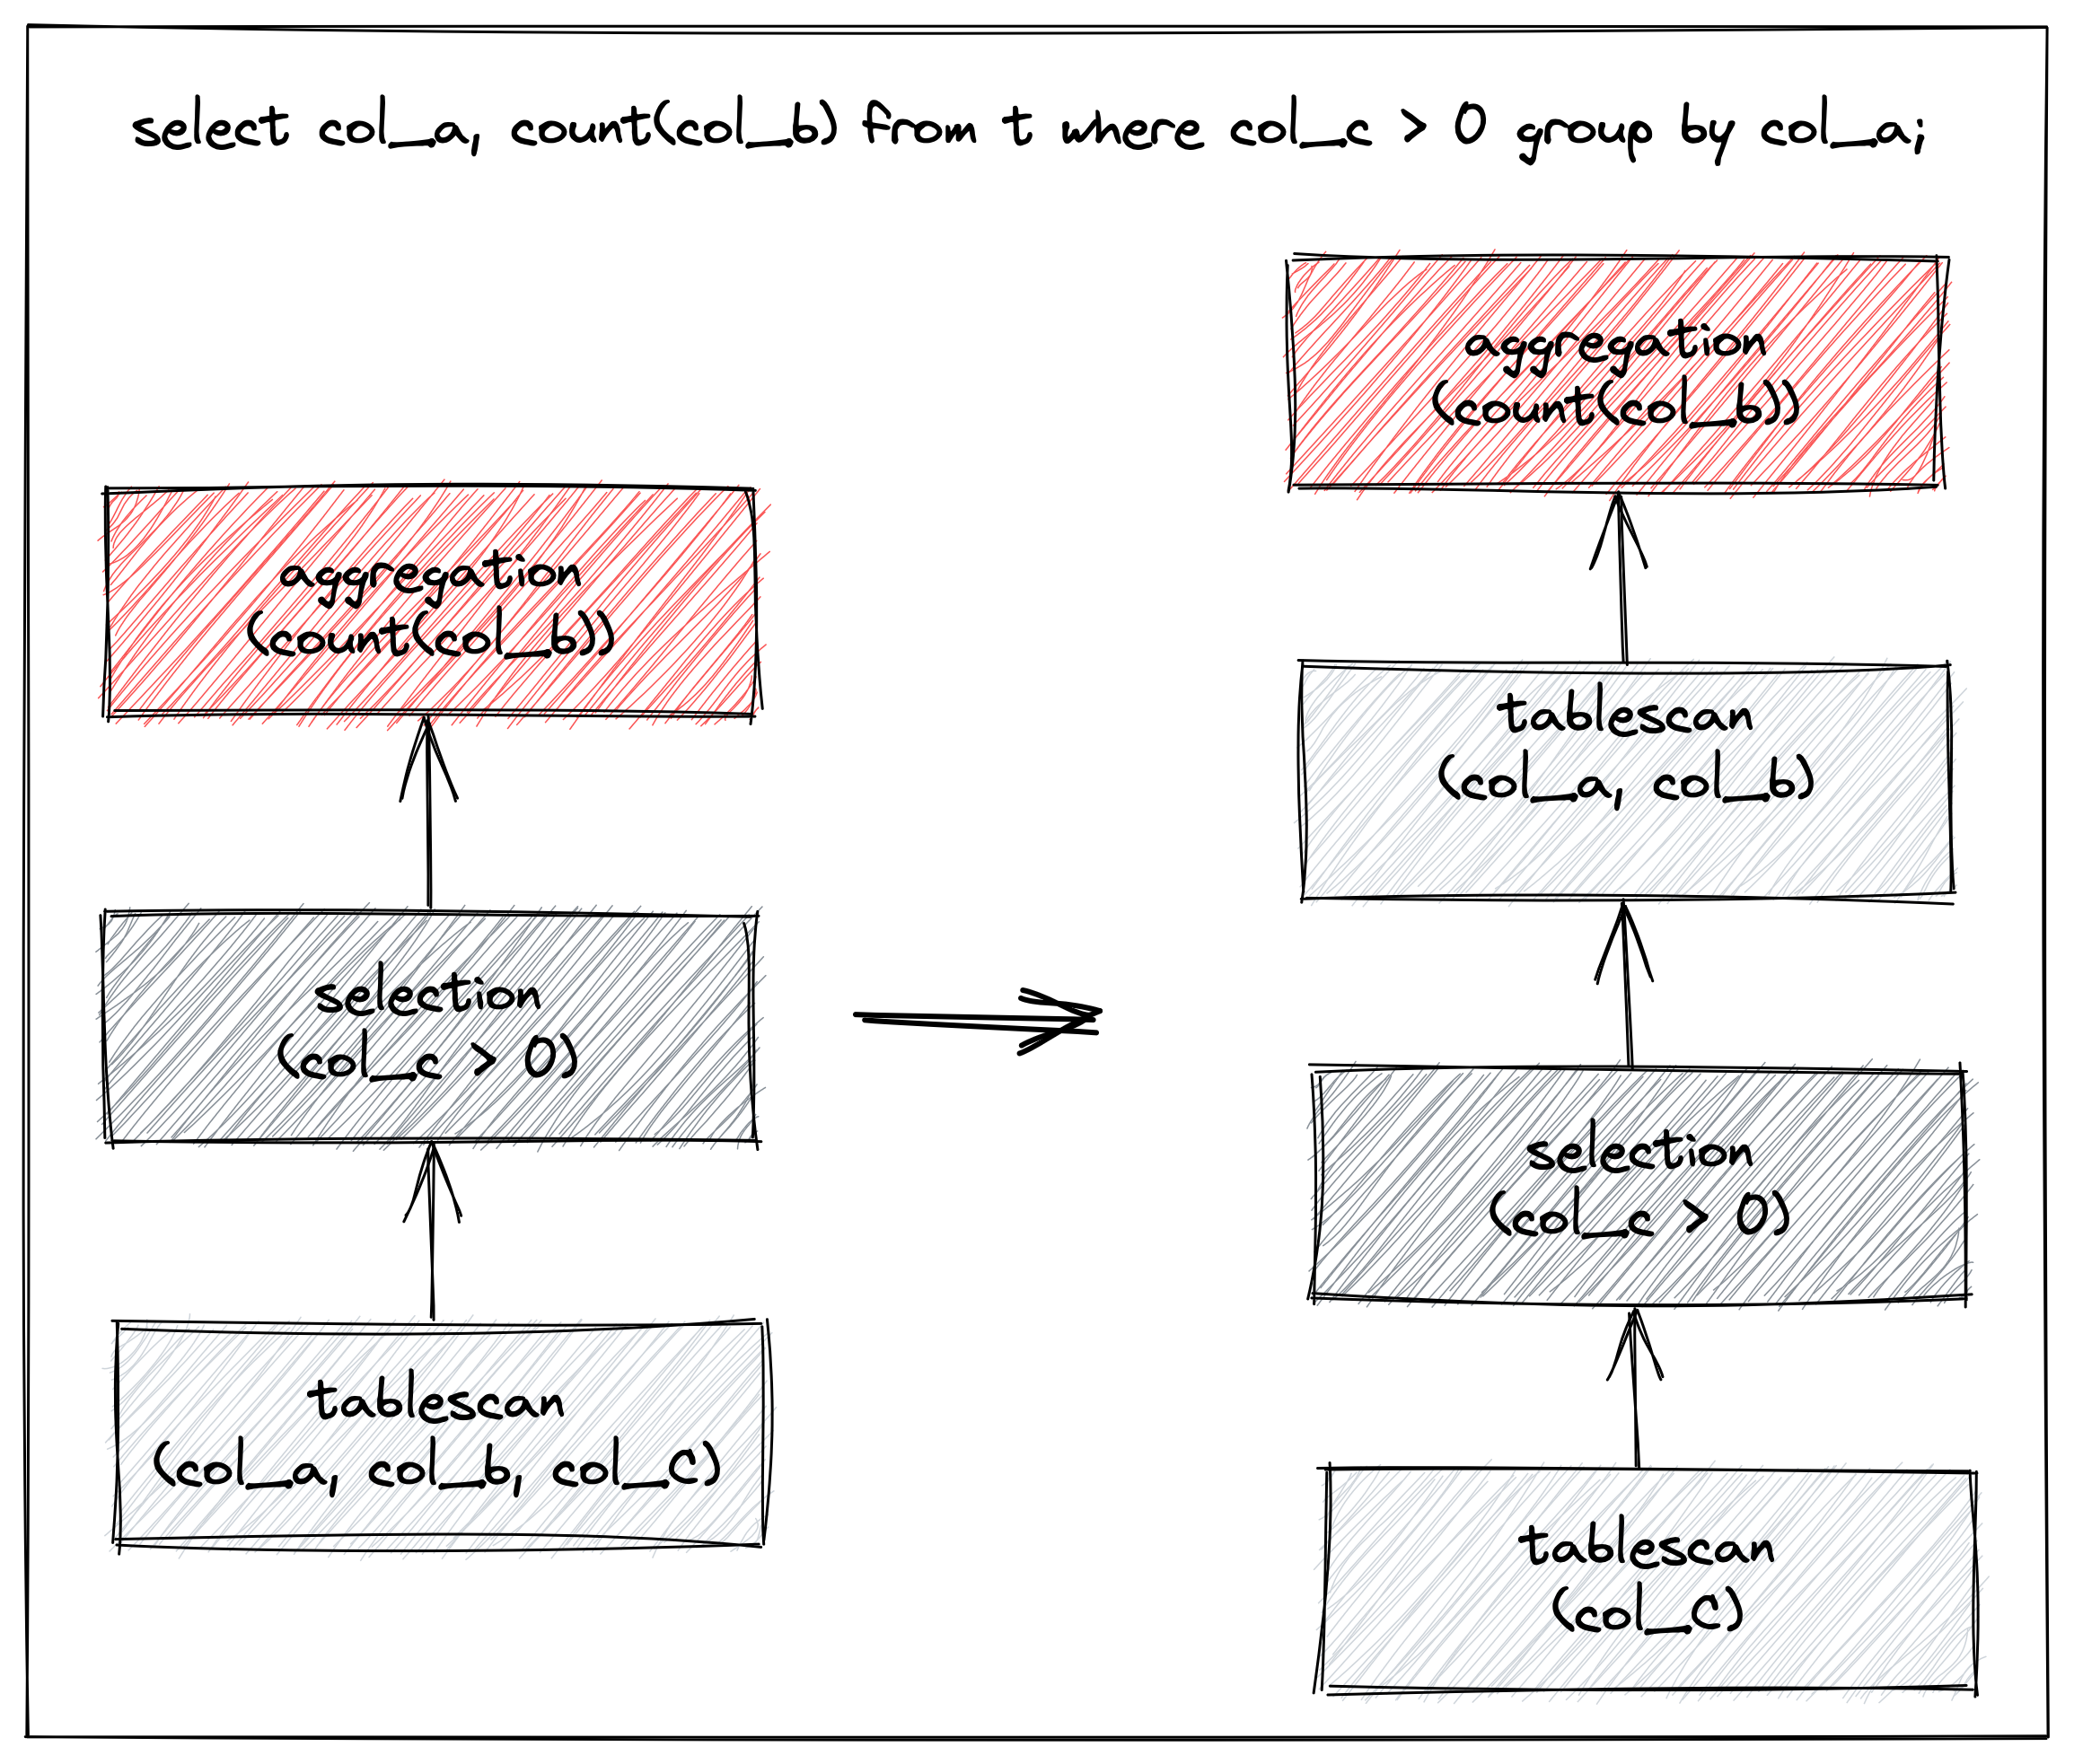 select col_a, count(col_b) from t where col_c > 0 group by col_a;
aggregation
(count(col_b))
selection
(col_c > 0)
tablescan
(col_a, col_b, col_C)
aggregation
(count(col_b))
tablescan
(col_a, col_b)
selection
(col_c > 0)
tablescan
(col_C)